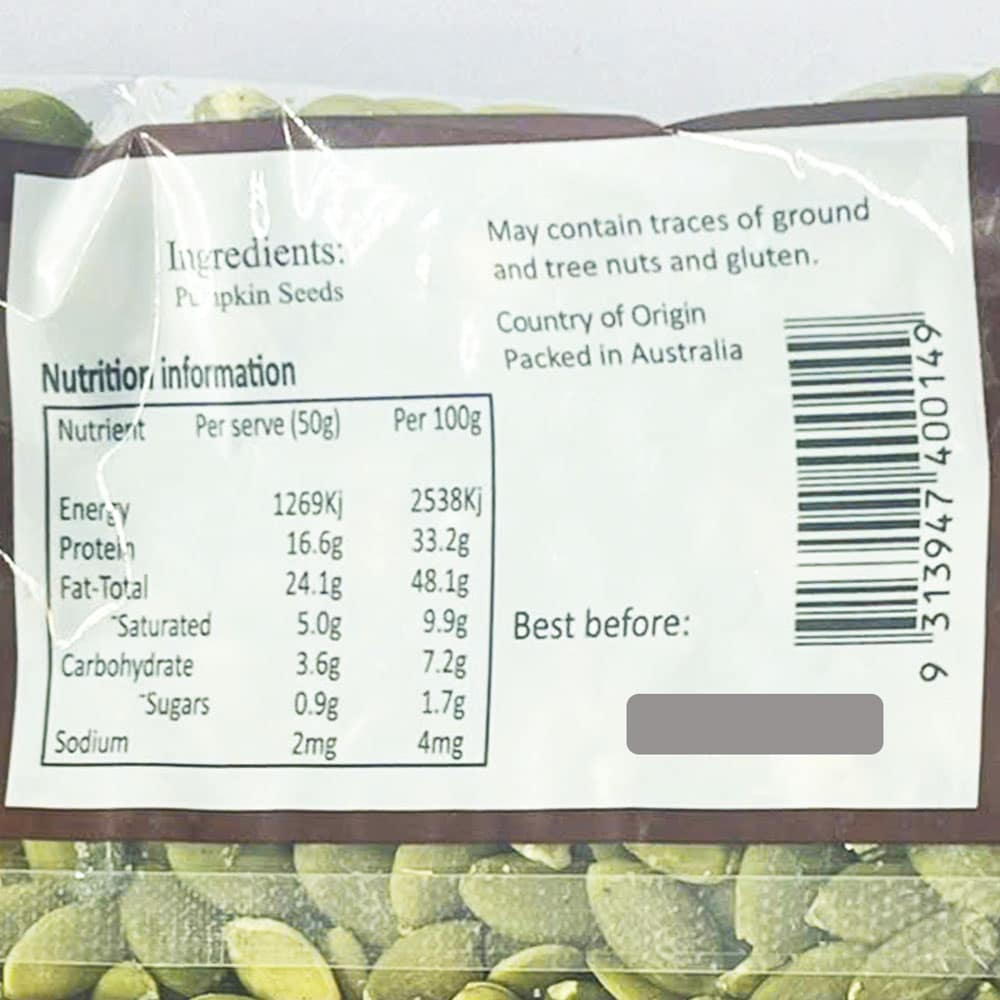 Ingredients:
Pumpkin Seeds
Nutrition information
Nutrient Per serve (50g) Per 100g
Energy 1269Kj 2538Kj
Protein 16.6g 33.2g
Fat-Total 24.1g 48.1g
-Saturated 5.0g 9.9g
Carbohydrate 3.6g 7.2g
-Sugars 0.9g 1.7g
Sodium 2mg 4mg
May contain traces of ground
and tree nuts and gluten.
Country of Origin
Packed in Australia
Best before:
9 313947 400149